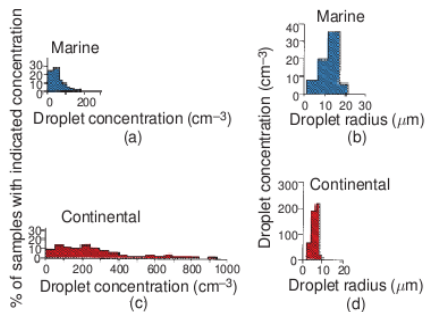 % of samples with indicated concentration
Marine
30
20
10
0
0 200
Droplet concentration (cm–3)
(a)
Continental
30
20
10
0
0 200 400 600 800 1000
Droplet concentration (cm–3)
(c)
Droplet concentration (cm–3)
Marine
40
30
20
10
0
0 10 20 30
Droplet radius (μm)
(b)
Continental
300
200
100
0
0 10 20
Droplet radius (μm)
(d)